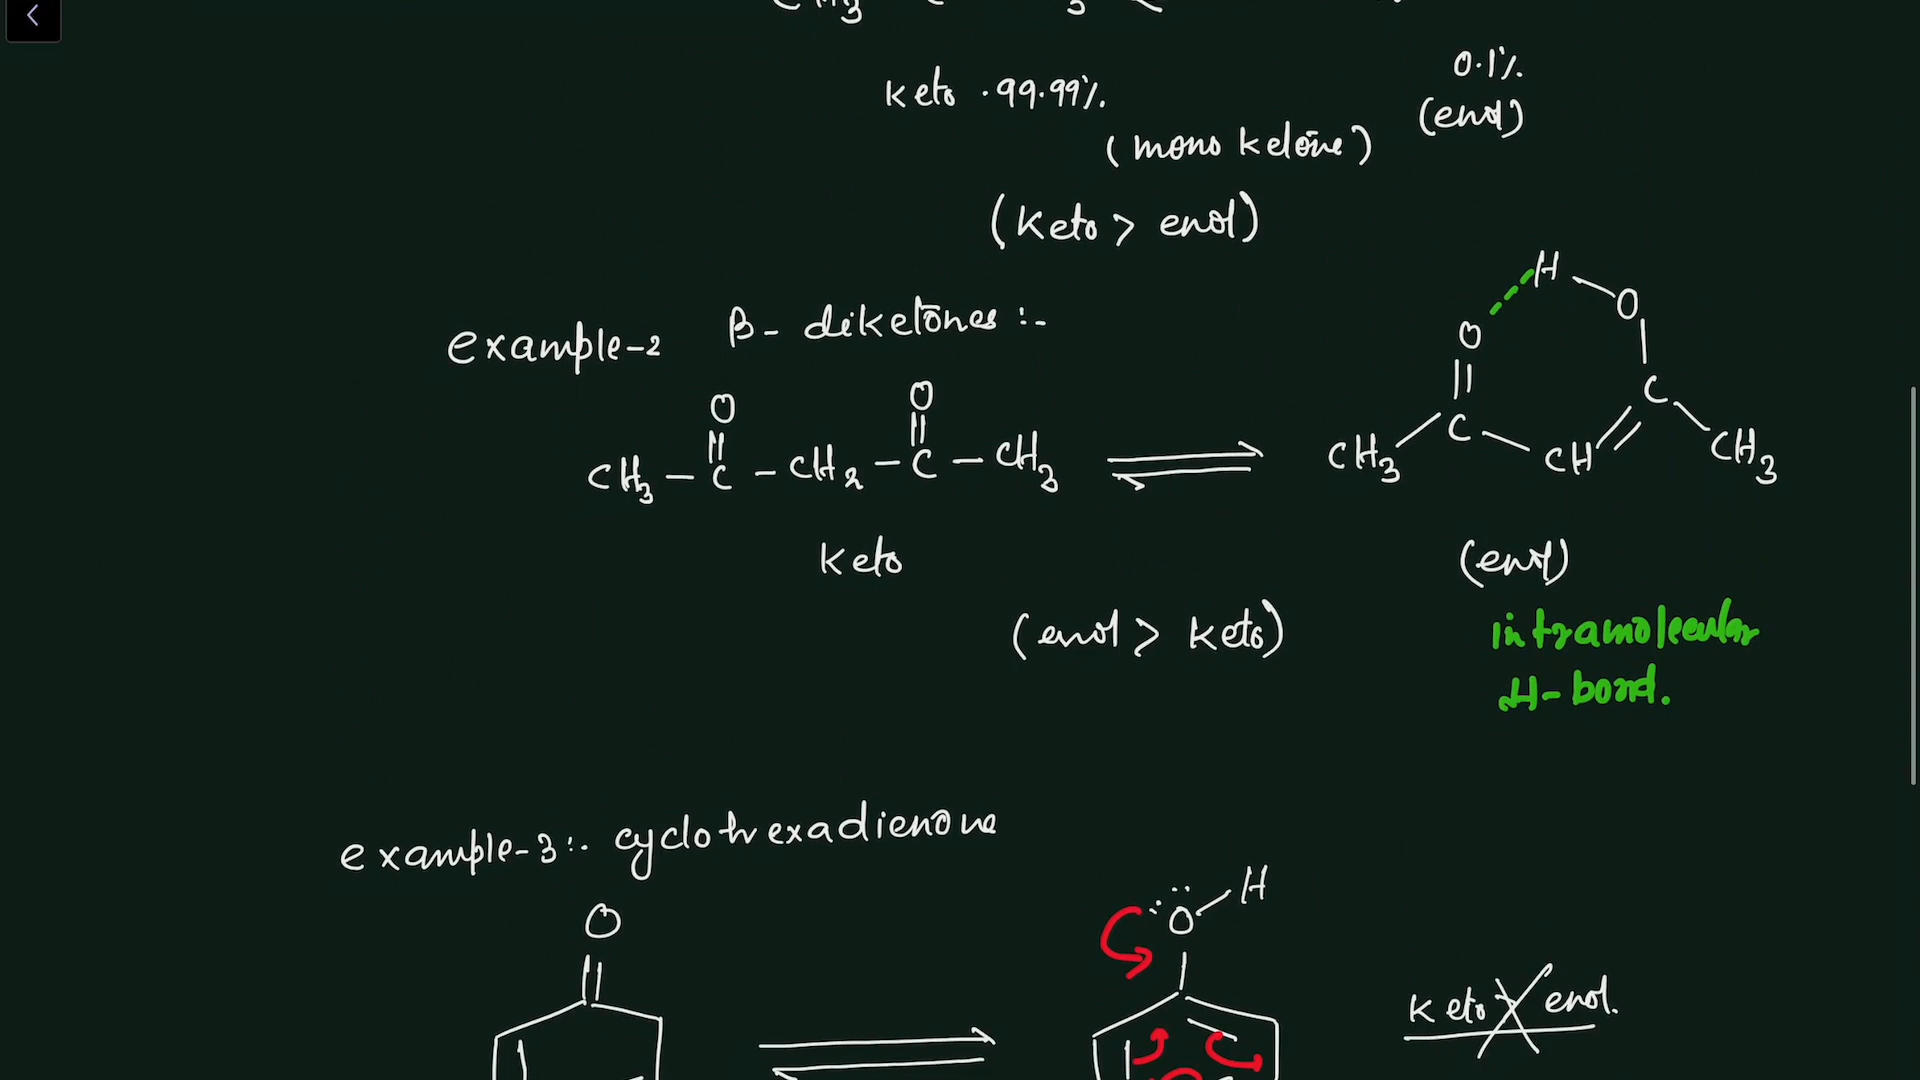 keto . 99.99%.
0.1%.
(enol)
(mono ketone)
(Keto > enol)
example-2 β- diketones :-
H
O
O
O O
CH3 - C - CH2 - C - CH3 ⇌ CH3 C CH C CH3
keto (enol)
(enol > keto)
intramolecular
H-bond.
example-3:. cyclohexadienone
O
:Ö H
keto > enol.